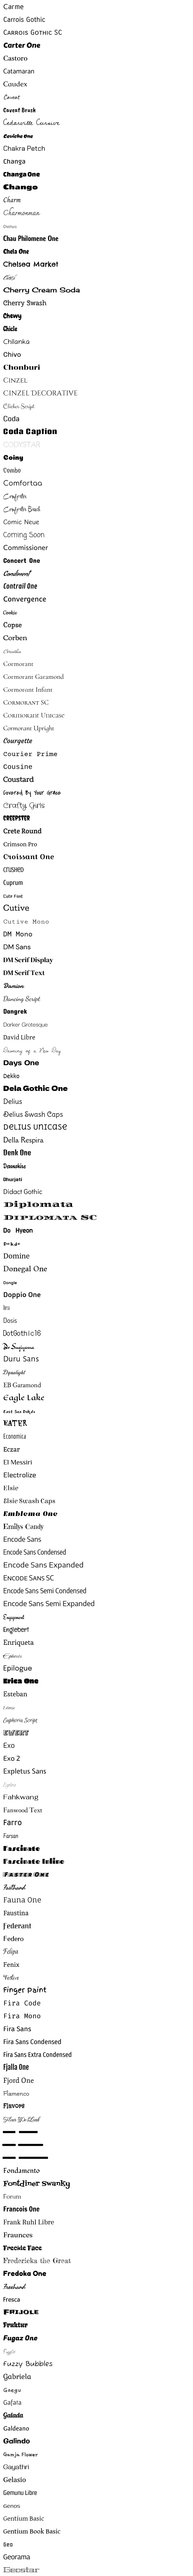 Carme
Carrois Gothic
Carrois Gothic SC
Carter One
Castoro
Catamaran
Caudex
Caveat
Caveat Brush
Cedarville Cursive
Ceviche One
Chakra Petch
Changa
Changa One
Chango
Charm
Charmonman
Chathura
Chau Philomene One
Chela One
Chelsea Market
Cherish
Cherry Cream Soda
Cherry Swash
Chewy
Chicle
Chilanka
Chivo
Chonburi
Cinzel
Cinzel Decorative
Clicker Script
Coda
Coda Caption
Codystar
Coiny
Combo
Comfortaa
Comforter
Comforter Brush
Comic Neue
Coming Soon
Commissioner
Concert One
Condiment
Contrail One
Convergence
Cookie
Copse
Corben
Corinthia
Cormorant
Cormorant Garamond
Cormorant Infant
Cormorant SC
Cormorant Unicase
Cormorant Upright
Courgette
Courier Prime
Cousine
Coustard
Covered By Your Grace
Crafty Girls
Creepster
Crete Round
Crimson Pro
Croissant One
Crushed
Cuprum
Cute Font
Cutive
Cutive Mono
DM Mono
DM Sans
DM Serif Display
DM Serif Text
Damion
Dancing Script
Dangrek
Darker Grotesque
David Libre
Dawning of a New Day
Days One
Dekko
Dela Gothic One
Delius
Delius Swash Caps
Delius Unicase
Della Respira
Denk One
Devonshire
Dhurjati
Didact Gothic
Diplomata
Diplomata SC
Do Hyeon
Dokdo
Domine
Donegal One
Dongle
Doppio One
Dorsa
Dosis
DotGothic16
Dr Sugiyama
Duru Sans
Dynalight
EB Garamond
Eagle Lake
East Sea Dokdo
Eater
Economica
Eczar
El Messiri
Electrolize
Elsie
Elsie Swash Caps
Emblema One
Emilys Candy
Encode Sans
Encode Sans Condensed
Encode Sans Expanded
Encode Sans SC
Encode Sans Semi Condensed
Encode Sans Semi Expanded
Engagement
Englebert
Enriqueta
Ephesis
Epilogue
Erica One
Esteban
Estonia
Euphoria Script
Ewert
Exo
Exo 2
Expletus Sans
Explora
Fahkwang
Fanwood Text
Farro
Farsan
Fascinate
Fascinate Inline
Faster One
Fasthand
Fauna One
Faustina
Federant
Federo
Felipa
Fenix
Festive
Finger Paint
Fira Code
Fira Mono
Fira Sans
Fira Sans Condensed
Fira Sans Extra Condensed
Fjalla One
Fjord One
Flamenco
Flavors
Fleur De Leah
Fondamento
Fontdiner Swanky
Forum
Francois One
Frank Ruhl Libre
Fraunces
Freckle Face
Fredericka the Great
Fredoka One
Freehand
Fresca
Frijole
Fruktur
Fugaz One
Fuggles
Fuzzy Bubbles
Gabriela
Gaegu
Gafata
Galada
Galdeano
Galindo
Gamja Flower
Gayathri
Gelasio
Gemunu Libre
Genos
Gentium Basic
Gentium Book Basic
Geo
Georama
Geostar